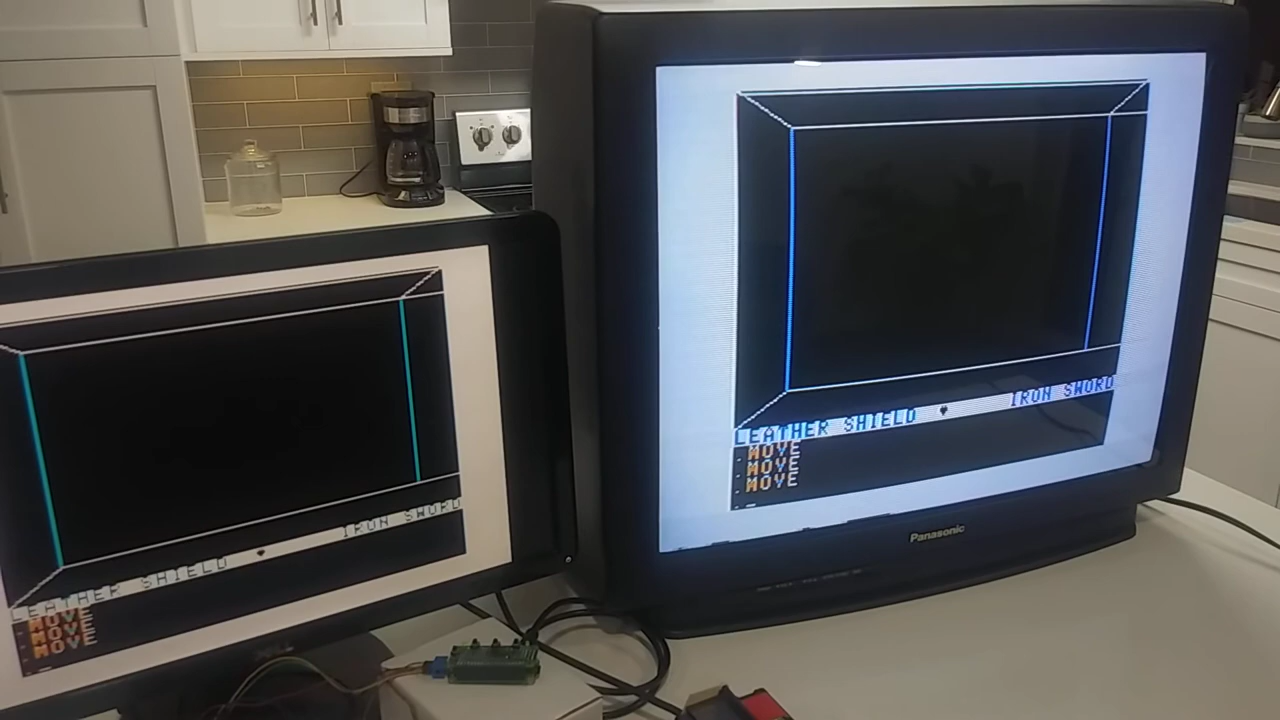 LEATHER SHIELD IRON SWORD
. MOVE
. MOVE
. MOVE
. _
Panasonic
LEATHER SHIELD IRON SWORD
. MOVE
. MOVE
. MOVE
. _